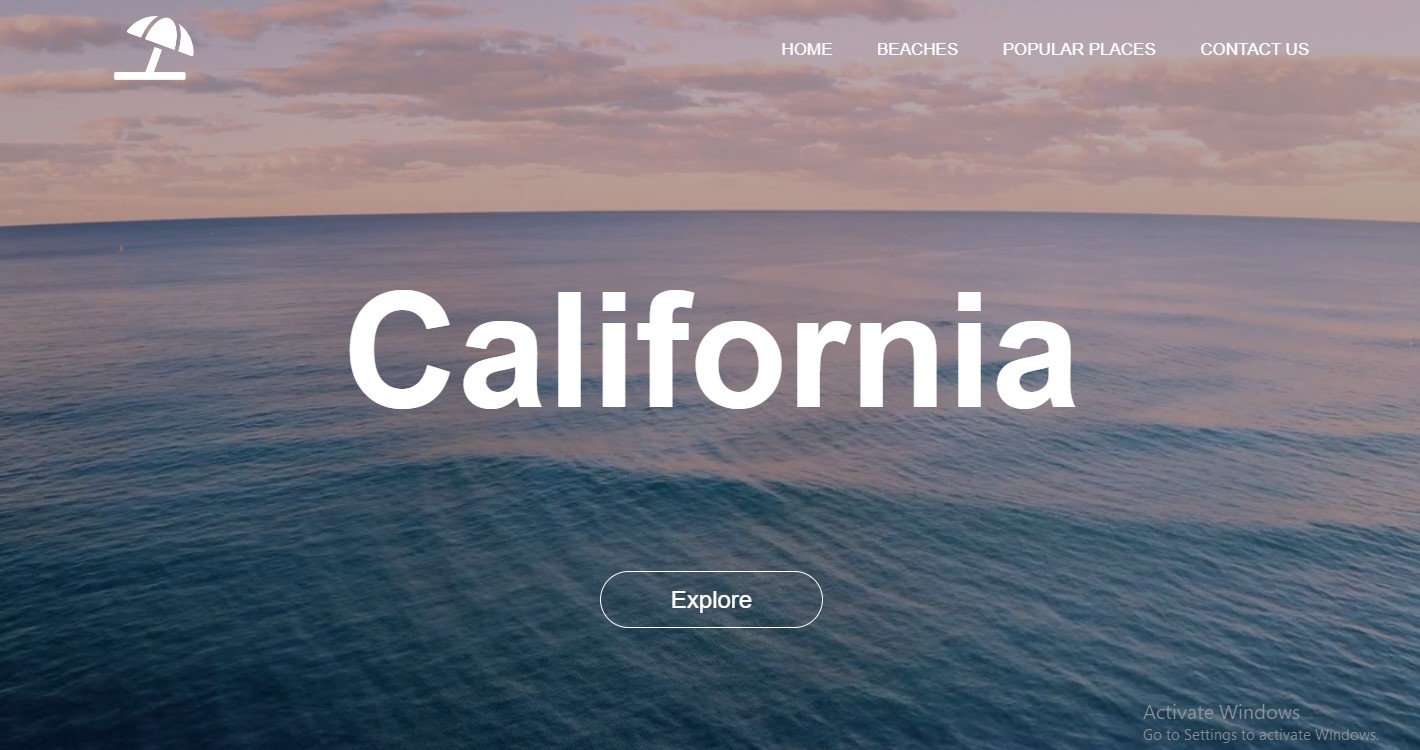 HOME BEACHES POPULAR PLACES CONTACT US
California
Explore
Activate Windows
Go to Settings to activate Windows.